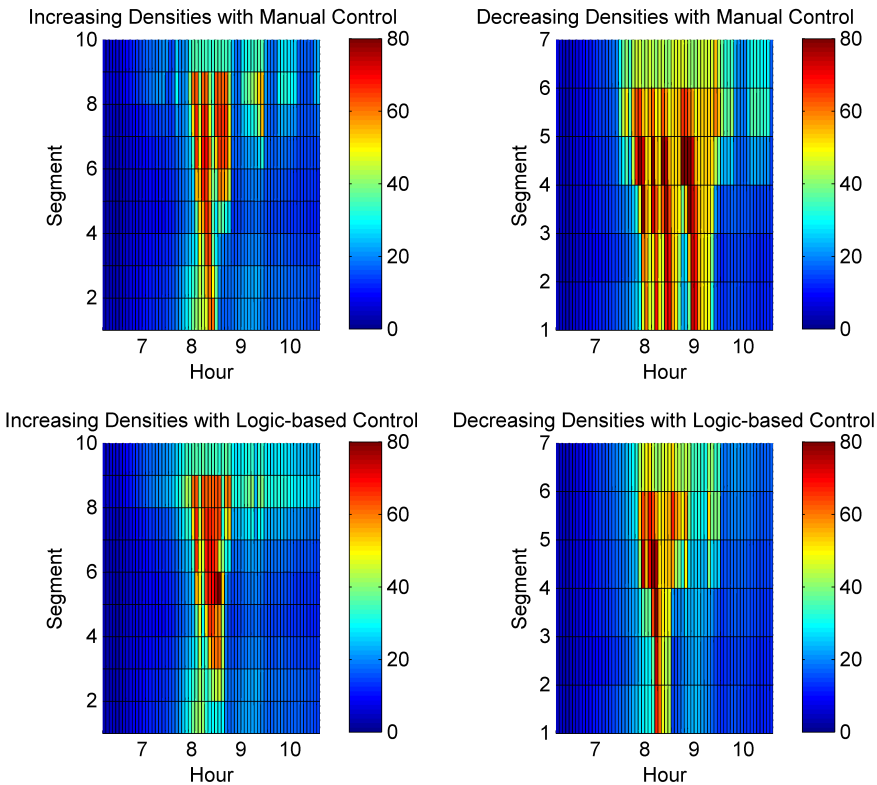 Increasing Densities with Manual Control
10
8
6
4
2
Segment
7 8 9 10
Hour
80
60
40
20
0
Decreasing Densities with Manual Control
7
6
5
4
3
2
1
Segment
7 8 9 10
Hour
80
60
40
20
0
Increasing Densities with Logic-based Control
10
8
6
4
2
Segment
7 8 9 10
Hour
80
60
40
20
0
Decreasing Densities with Logic-based Control
7
6
5
4
3
2
1
Segment
7 8 9 10
Hour
80
60
40
20
0